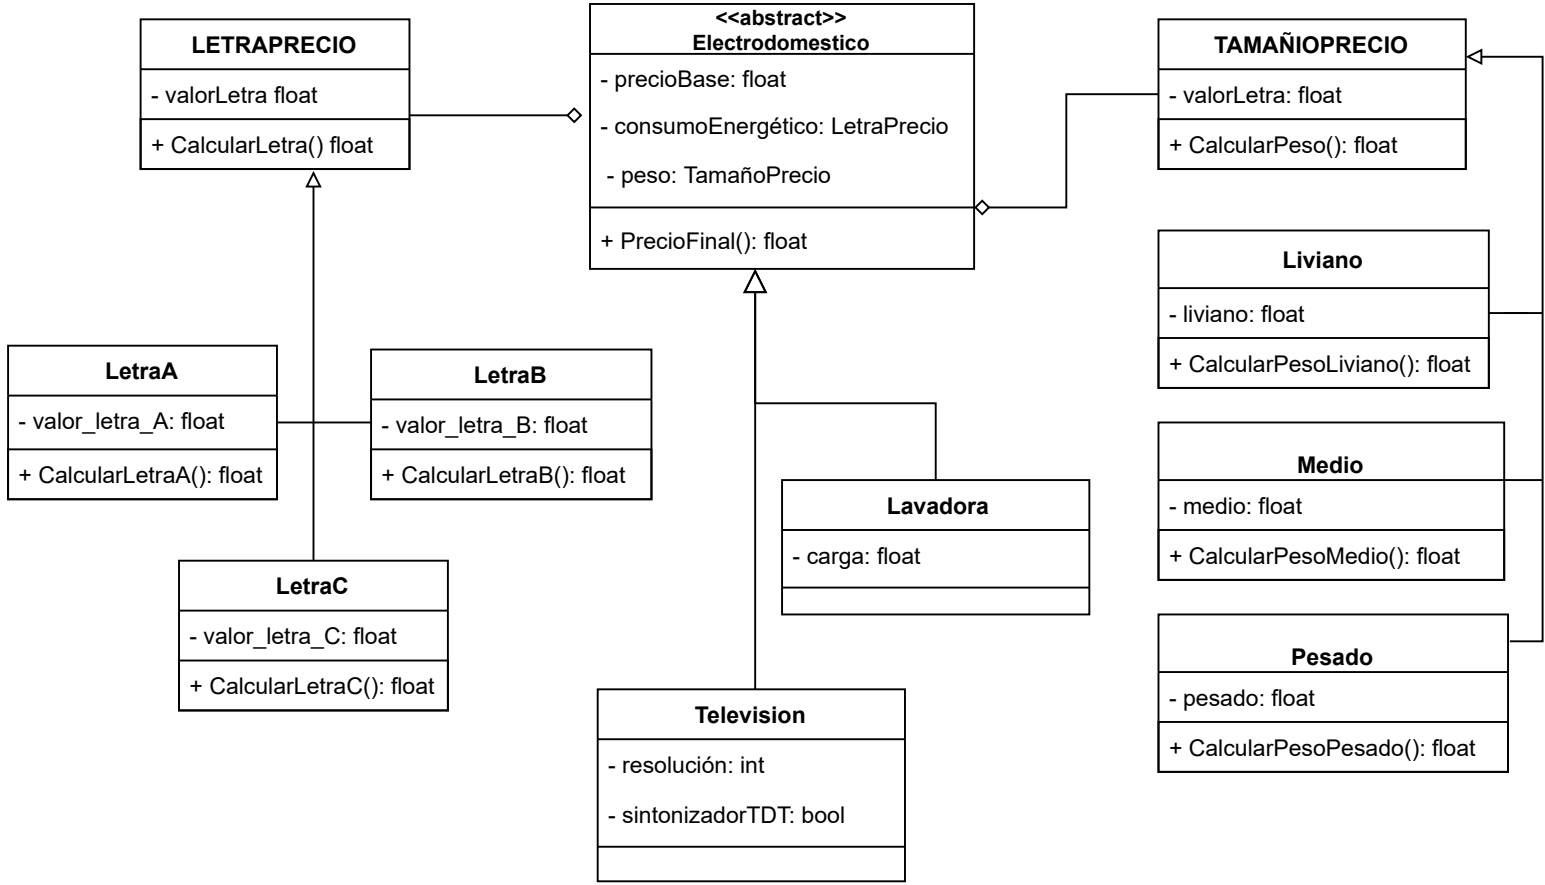 LETRAPRECIO
- valorLetra float
+ CalcularLetra() float
<<abstract>>
Electrodomestico
- precioBase: float
- consumoEnergético: LetraPrecio
- peso: TamañoPrecio
+ PrecioFinal(): float
TAMAÑIOPRECIO
- valorLetra: float
+ CalcularPeso(): float
Liviano
- liviano: float
+ CalcularPesoLiviano(): float
LetraA
- valor_letra_A: float
+ CalcularLetraA(): float
LetraB
- valor_letra_B: float
+ CalcularLetraB(): float
Medio
- medio: float
+ CalcularPesoMedio(): float
Lavadora
- carga: float
LetraC
- valor_letra_C: float
+ CalcularLetraC(): float
Pesado
- pesado: float
+ CalcularPesoPesado(): float
Television
- resolución: int
- sintonizadorTDT: bool